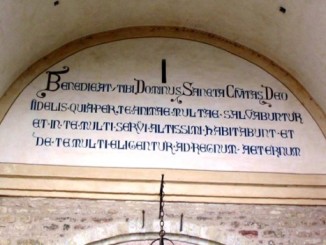 BENEDICAT · TIBI DOMINUS SANCTA CIVITAS DEO
FIDELIS QUIA PER TE ANIMAE MULTAE · SALVABUNTUR
ET · IN · TE · MULTI · SERVI · ALTISSIMI · HABITABUNT · ET
DE · TE · MULTI · ELIGENTUR · AD · REGNUM · AETERNUM